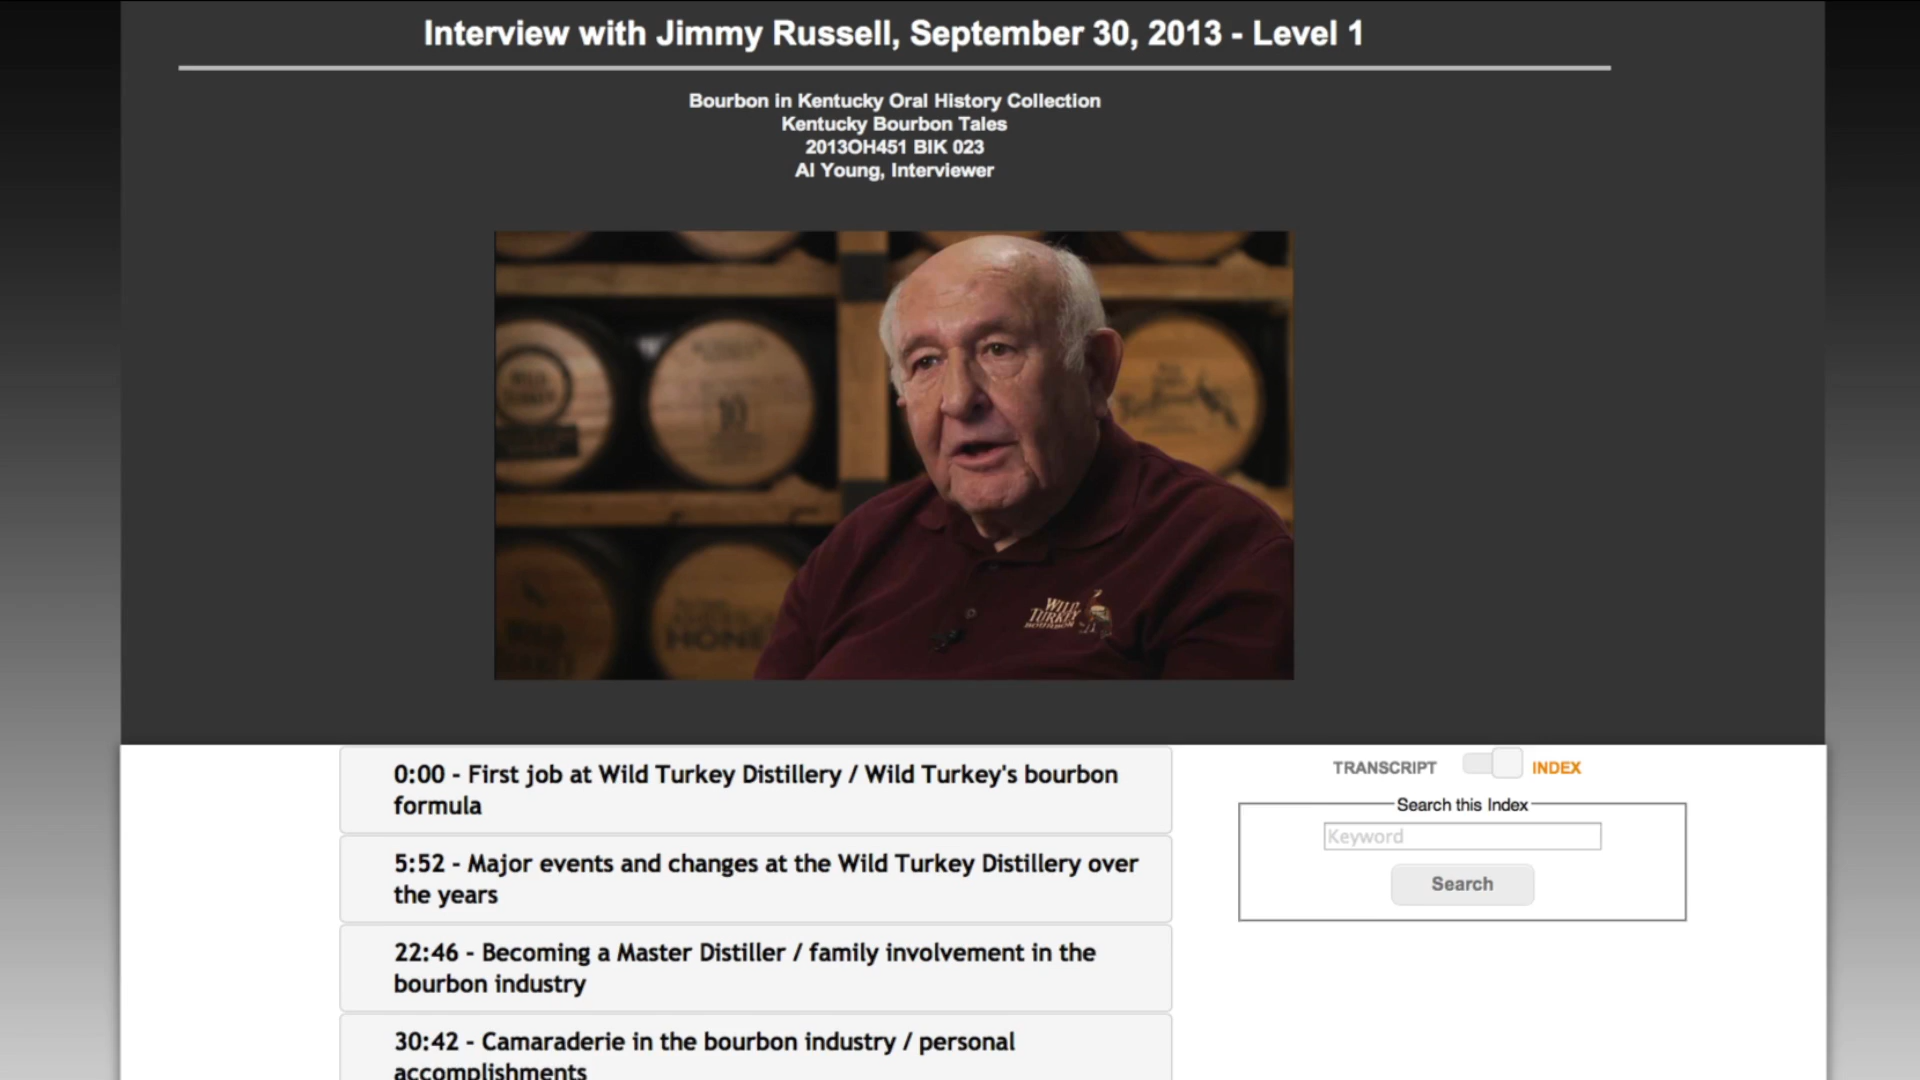 Interview with Jimmy Russell, September 30, 2013 - Level 1
Bourbon in Kentucky Oral History Collection
Kentucky Bourbon Tales
2013OH451 BIK 023
Al Young, Interviewer
WILD
TURKEY
BOURBON
HONE
0:00 - First job at Wild Turkey Distillery / Wild Turkey's bourbon
formula
5:52 - Major events and changes at the Wild Turkey Distillery over
the years
22:46 - Becoming a Master Distiller / family involvement in the
bourbon industry
30:42 - Camaraderie in the bourbon industry / personal
accomplishments
TRANSCRIPT INDEX
Search this Index
Keyword
Search